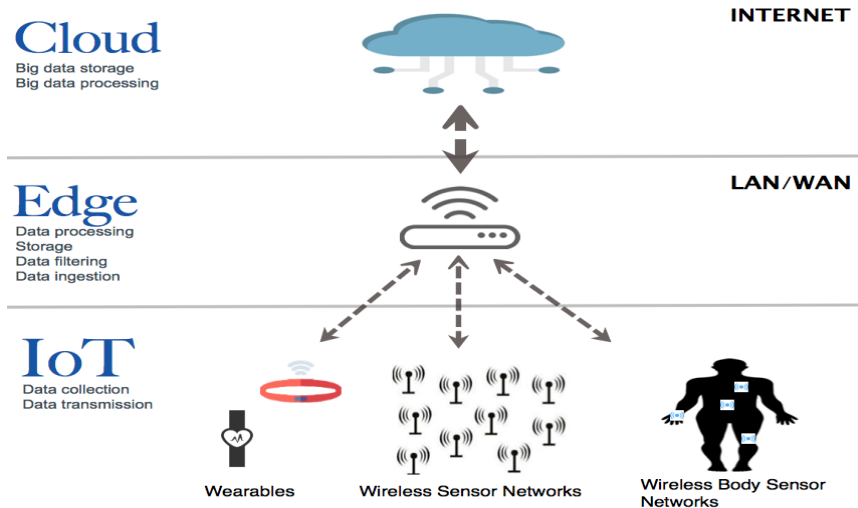 Cloud
Big data storage
Big data processing
INTERNET
Edge
Data processing
Storage
Data filtering
Data ingestion
LAN/WAN
IoT
Data collection
Data transmission
Wearables
Wireless Sensor Networks
Wireless Body Sensor
Networks